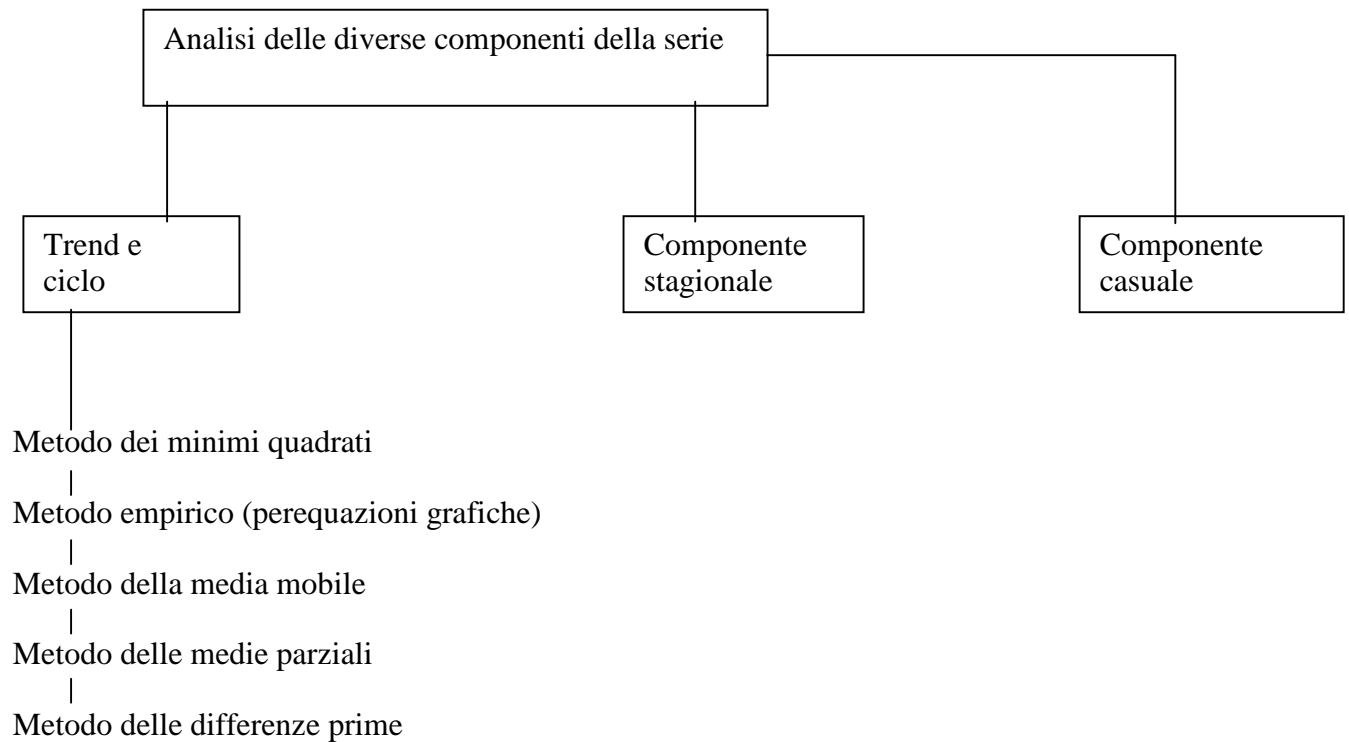 Analisi delle diverse componenti della serie
Trend e
ciclo
Componente
stagionale
Componente
casuale
Metodo dei minimi quadrati
Metodo empirico (perequazioni grafiche)
Metodo della media mobile
Metodo delle medie parziali
Metodo delle differenze prime